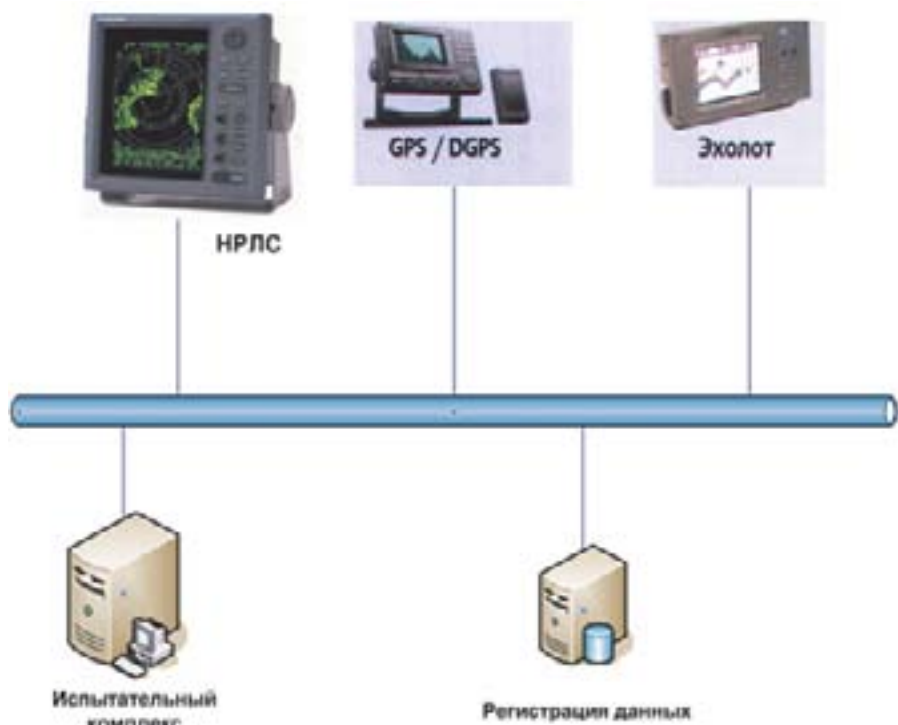 GPS / DGPS
Эхолот
НРЛС
Испытательный
комплекс
Регистрация данных